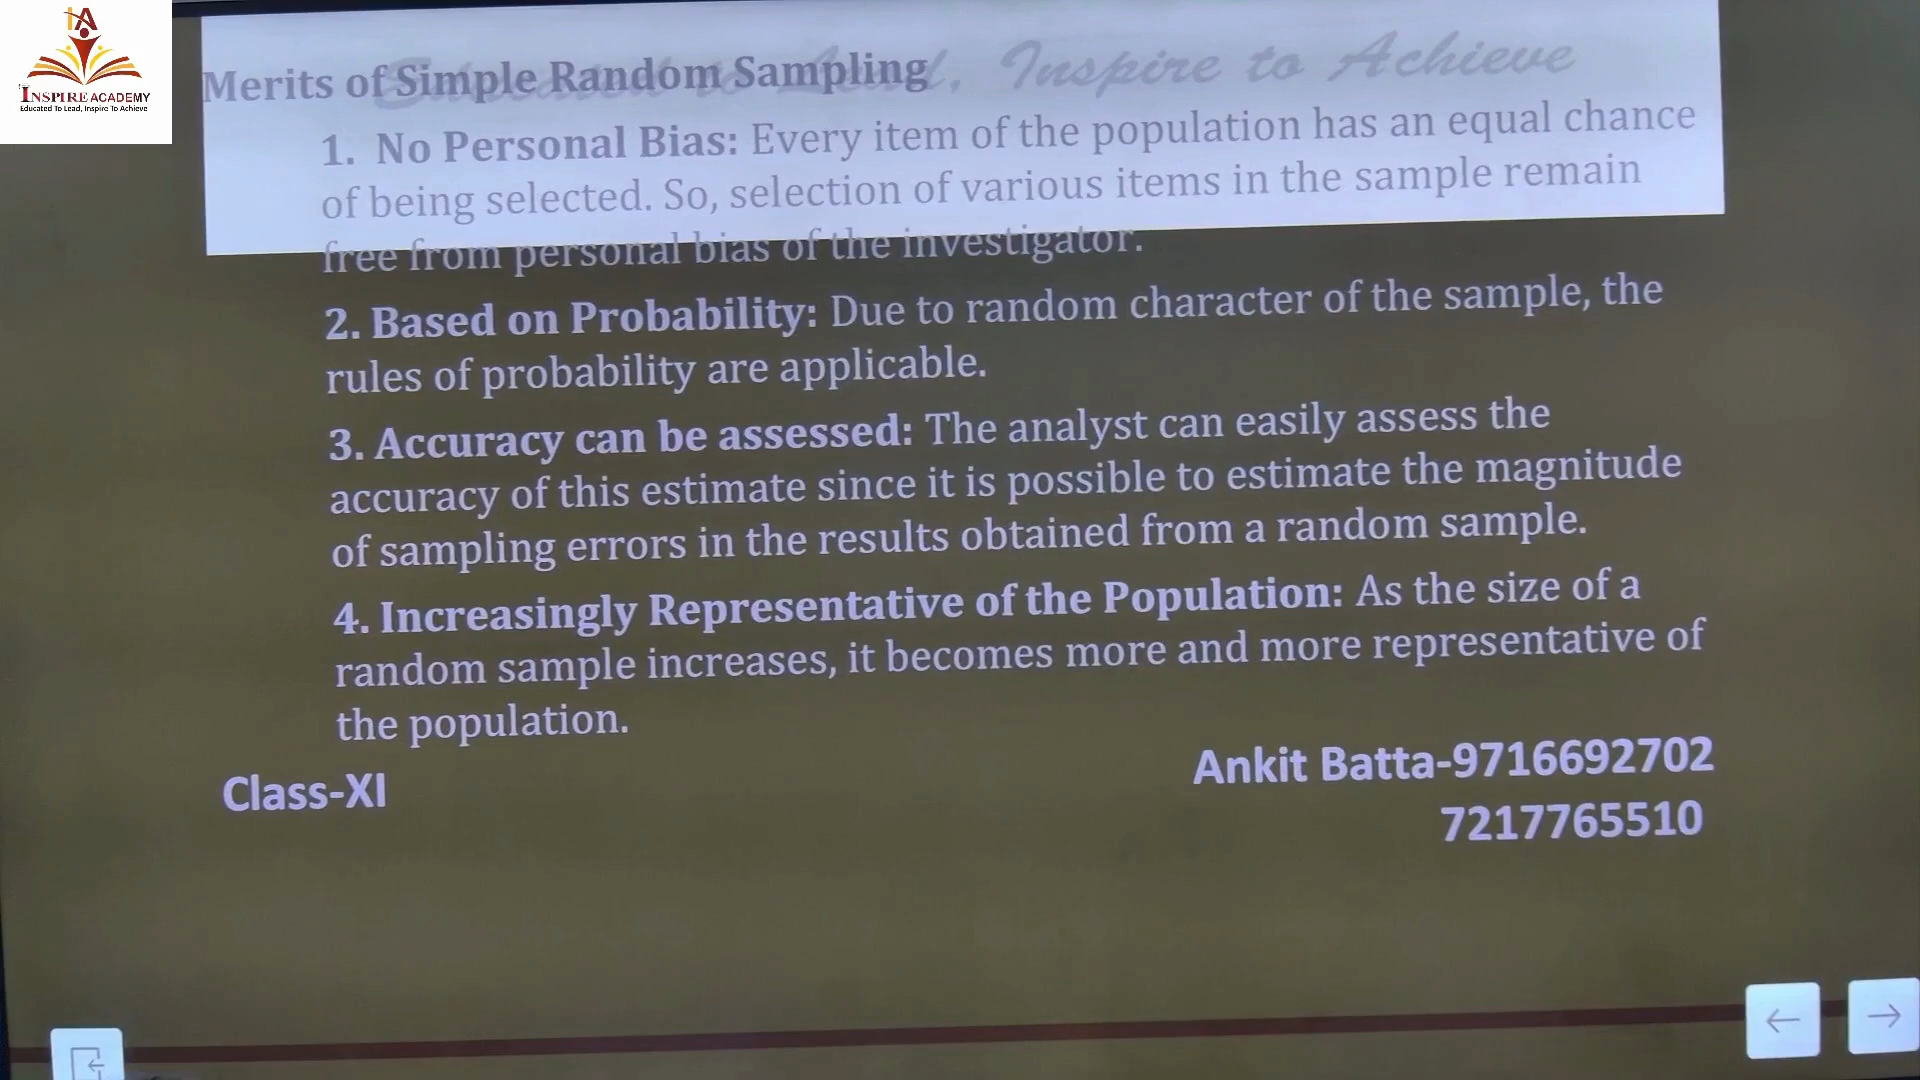 IA
INSPIRE ACADEMY
Educated To Lead, Inspire To Achieve
Inspire to Achieve
Merits of Simple Random Sampling
1. No Personal Bias: Every item of the population has an equal chance
of being selected. So, selection of various items in the sample remain
free from personal bias of the investigator.
2. Based on Probability: Due to random character of the sample, the
rules of probability are applicable.
3. Accuracy can be assessed: The analyst can easily assess the
accuracy of this estimate since it is possible to estimate the magnitude
of sampling errors in the results obtained from a random sample.
4. Increasingly Representative of the Population: As the size of a
random sample increases, it becomes more and more representative of
the population.
Class-XI
Ankit Batta-9716692702
7217765510